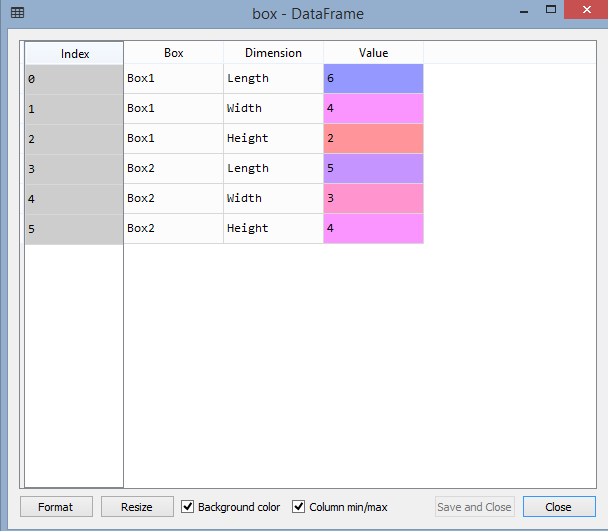 box - DataFrame
Index Box Dimension Value
0 Box1 Length 6
1 Box1 Width 4
2 Box1 Height 2
3 Box2 Length 5
4 Box2 Width 3
5 Box2 Height 4
Format Resize Background color Column min/max Save and Close Close